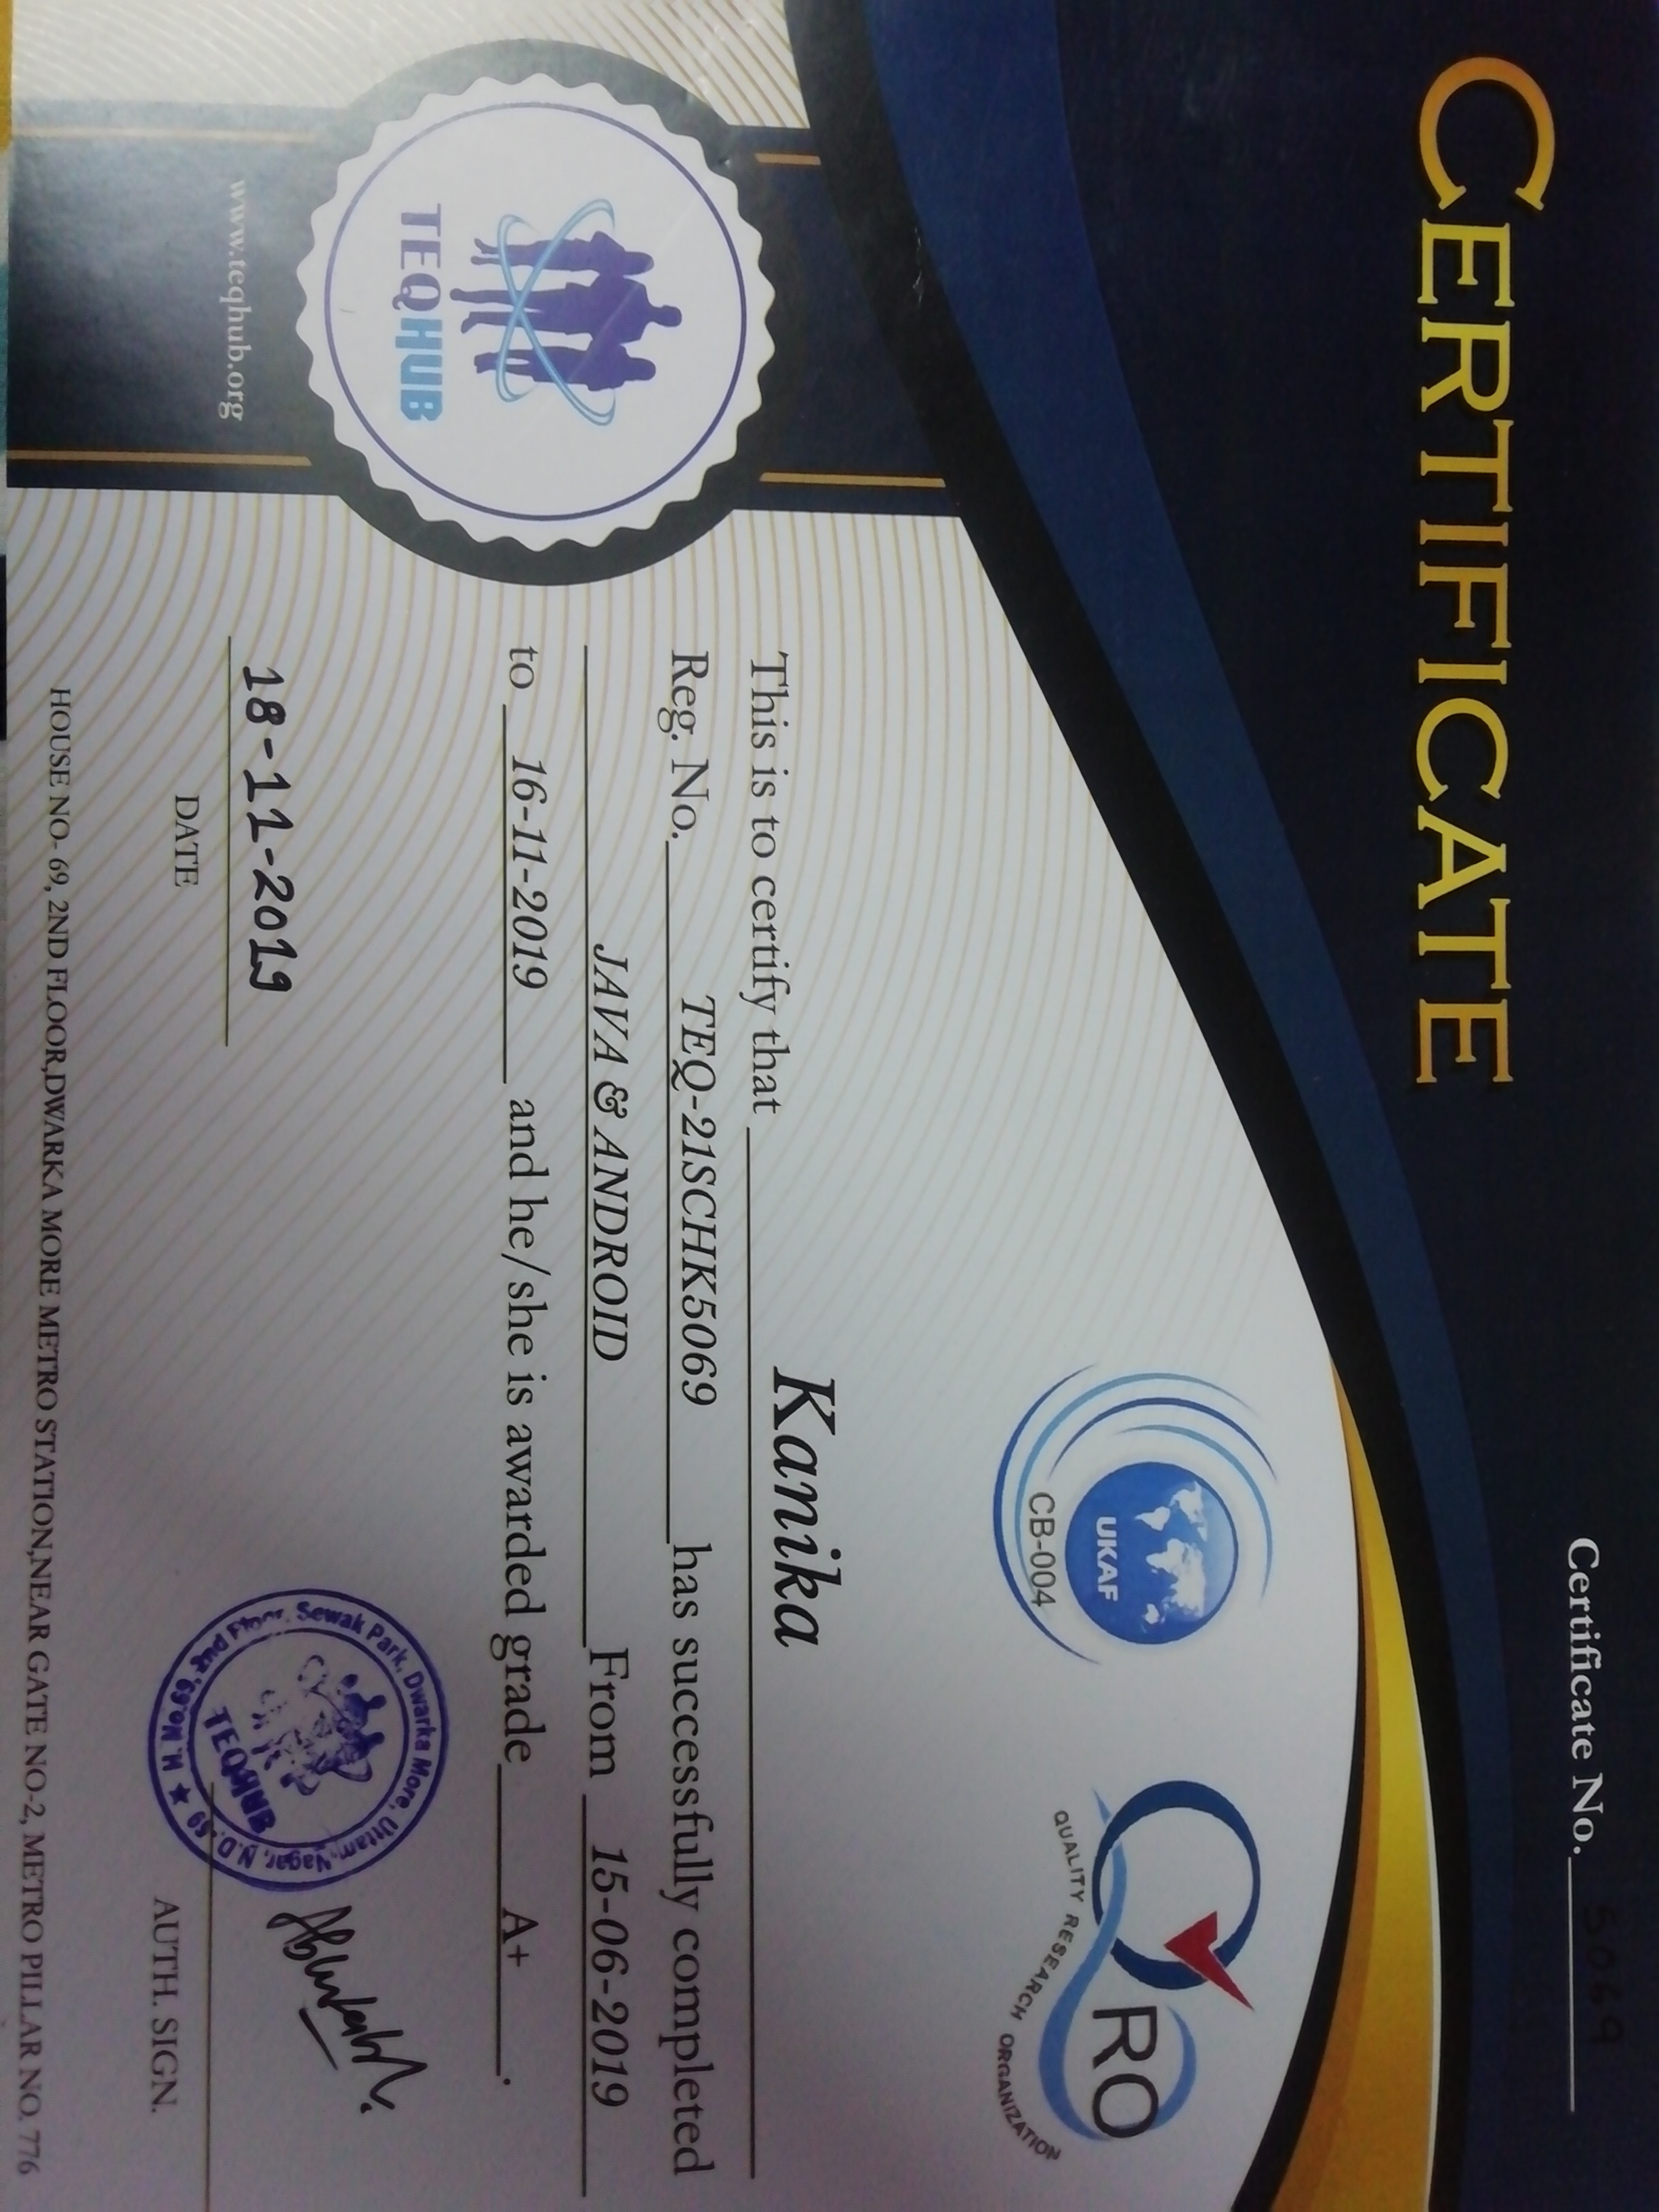 Certificate No. 5069
CERTIFICATE
UKAF
CB-004
QRO
QUALITY RESEARCH ORGANIZATION
This is to certify that Kanika
Reg. No. TEQ-21SCHK5069 has successfully completed
JAVA & ANDROID From 15-06-2019
to 16-11-2019 and he/she is awarded grade A+.
TEQHUB
www.teqhub.org
H. No.69, 2nd Floor, Sewak Park, Dwarka More, Uttam Nagar, N.D.-59
TEQHUB
18-11-2019
DATE
AUTH. SIGN.
HOUSE NO- 69, 2ND FLOOR,DWARKA MORE METRO STATION,NEAR GATE NO-2, METRO PILLAR NO. 776